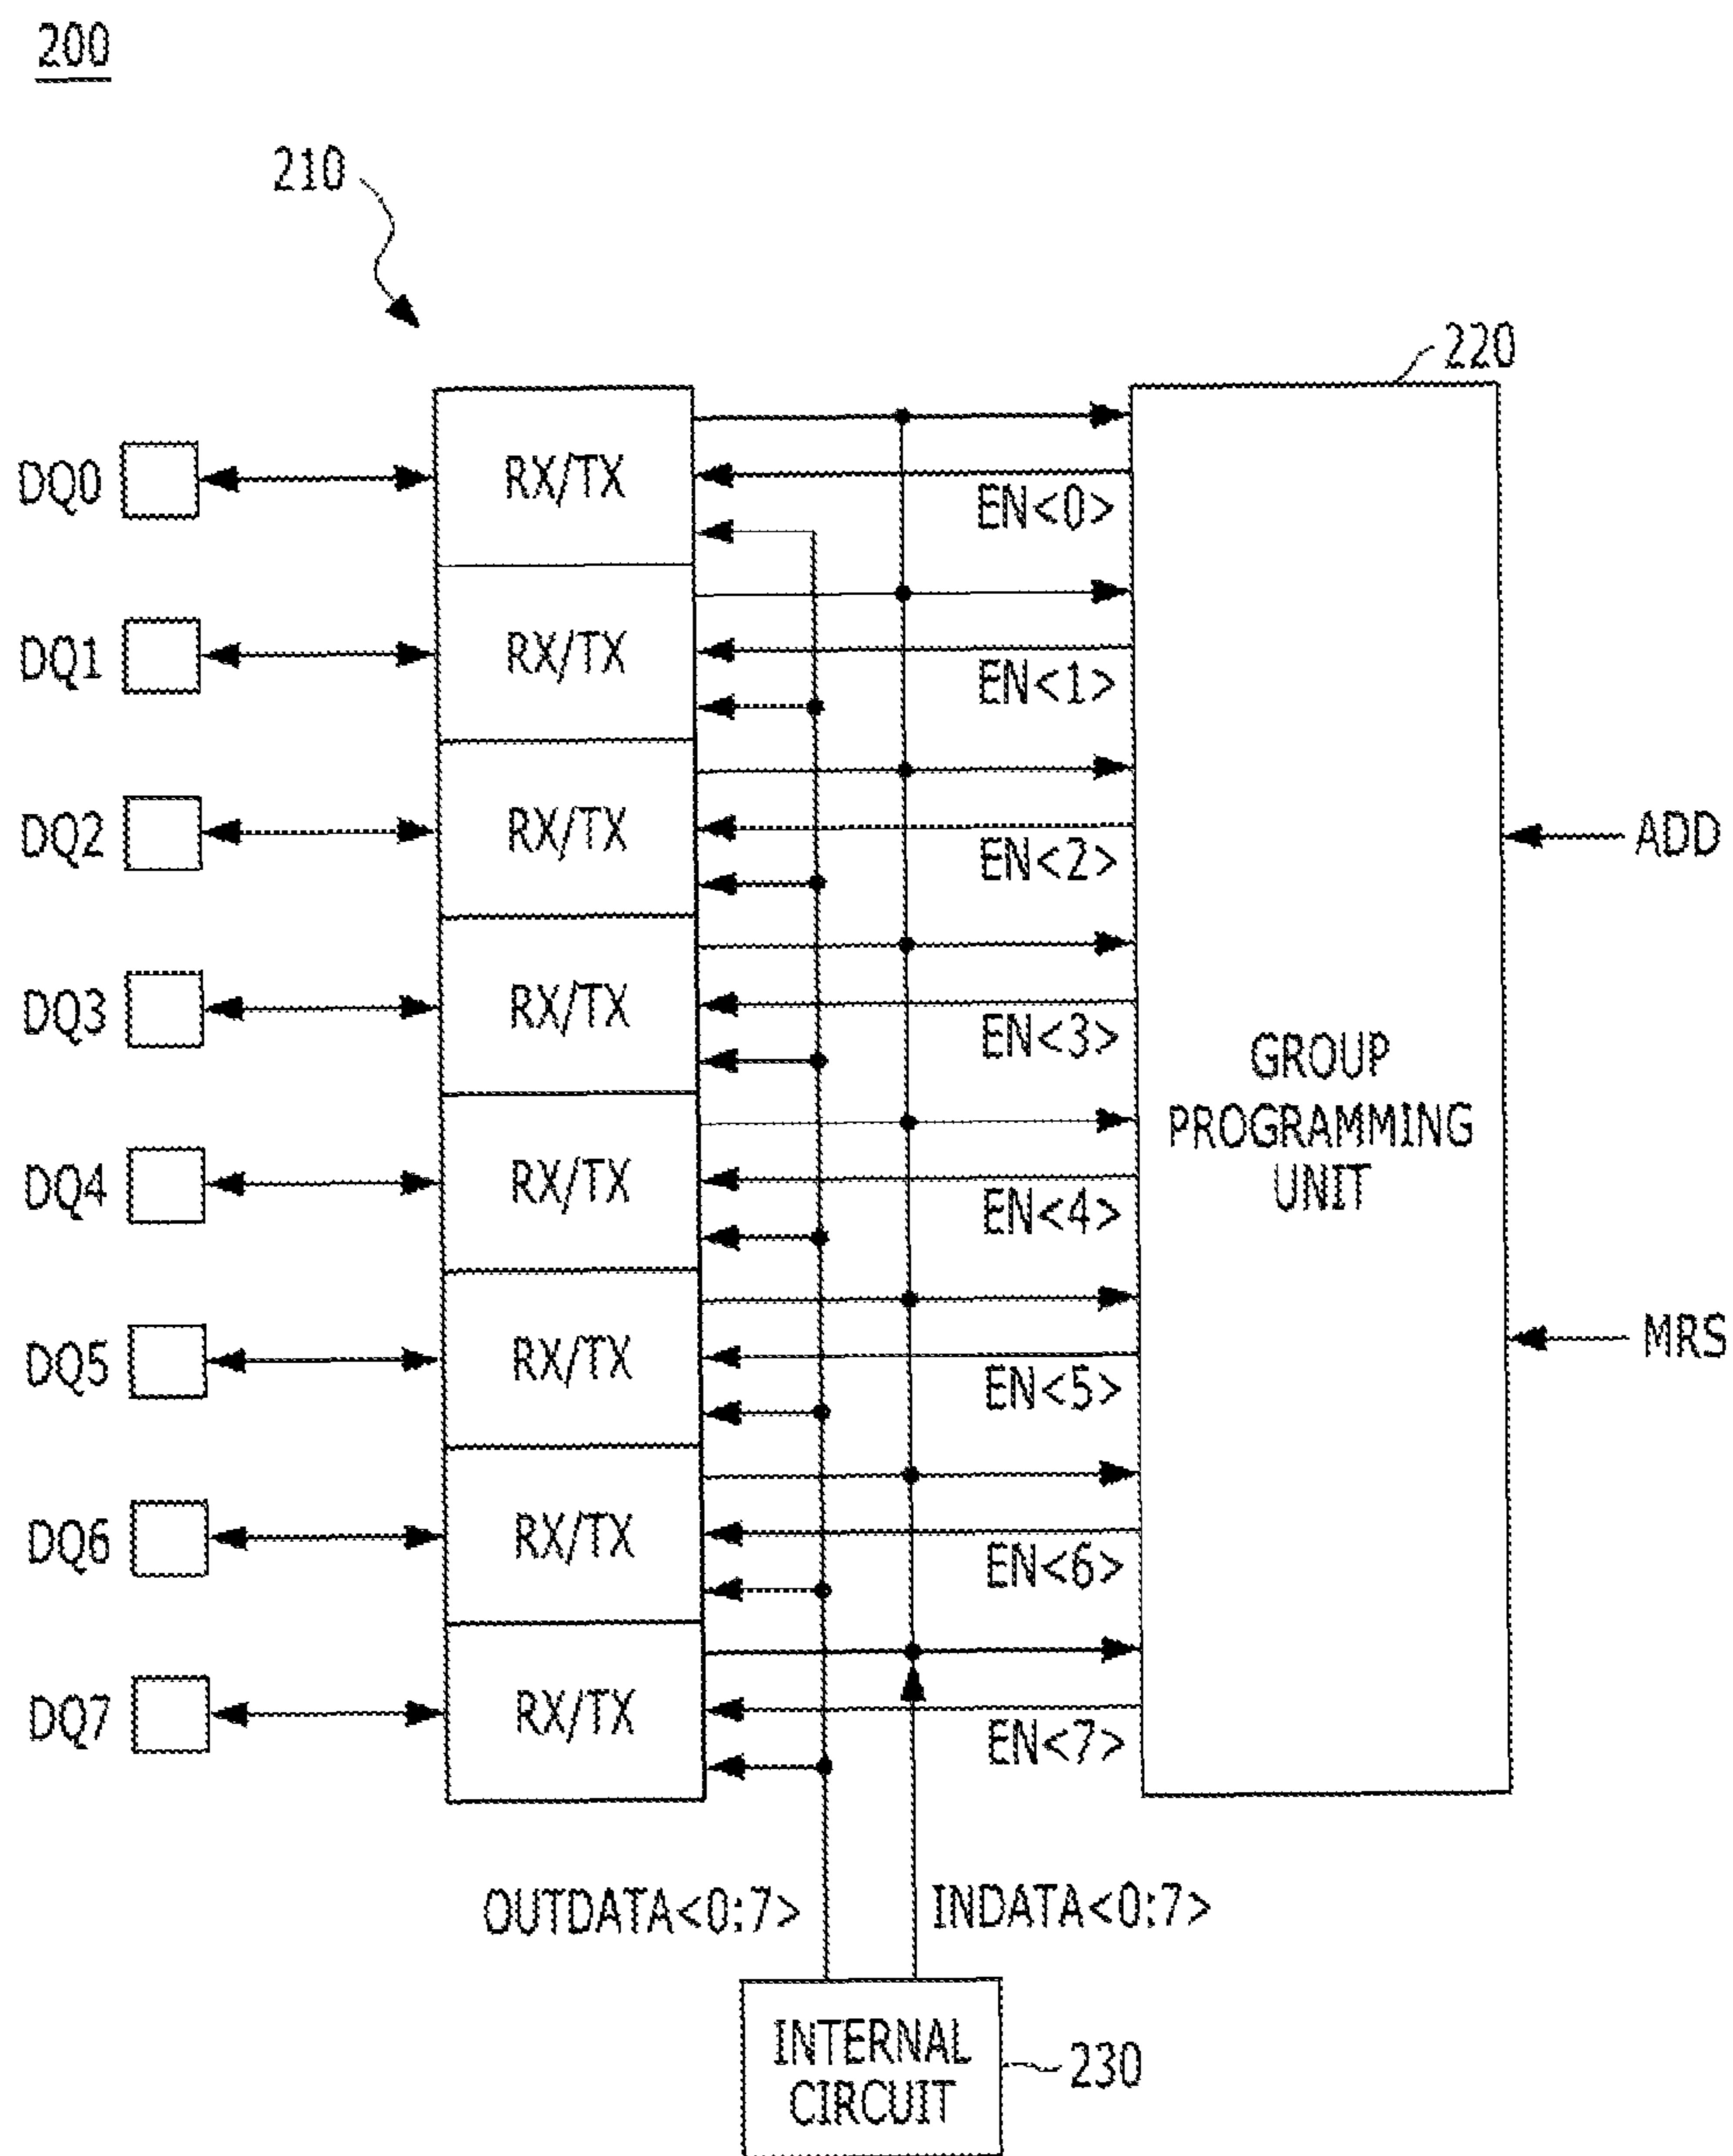 200
210
220
DQ0
RX/TX
EN<0>
DQ1
RX/TX
EN<1>
DQ2
RX/TX
EN<2>
ADD
DQ3
RX/TX
EN<3>
GROUP
PROGRAMMING
UNIT
DQ4
RX/TX
EN<4>
DQ5
RX/TX
EN<5>
MRS
DQ6
RX/TX
EN<6>
DQ7
RX/TX
EN<7>
OUTDATA<0:7>
INDATA<0:7>
INTERNAL
CIRCUIT
230